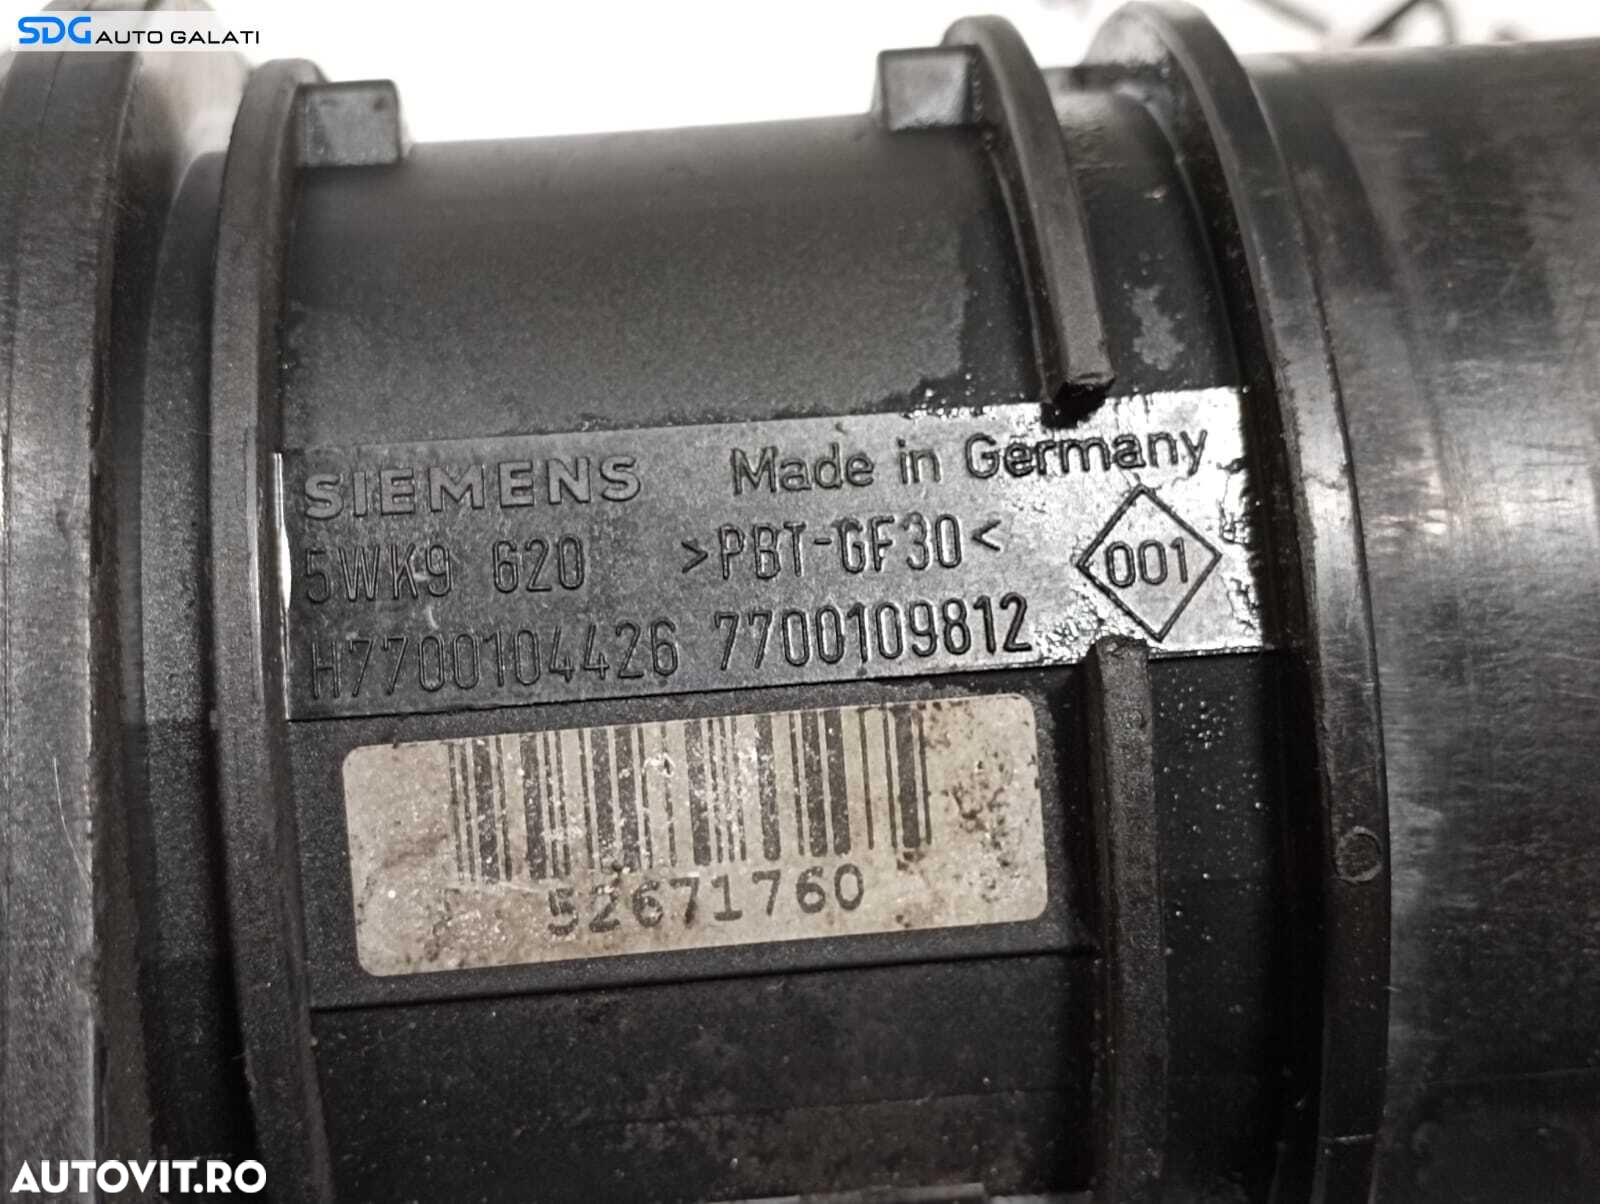 SDG AUTO GALATI
SIEMENS Made in Germany
5WK9 620 >PBT-GF30< 001
H7700104426 7700109812
52671760
AUTOVIT.RO